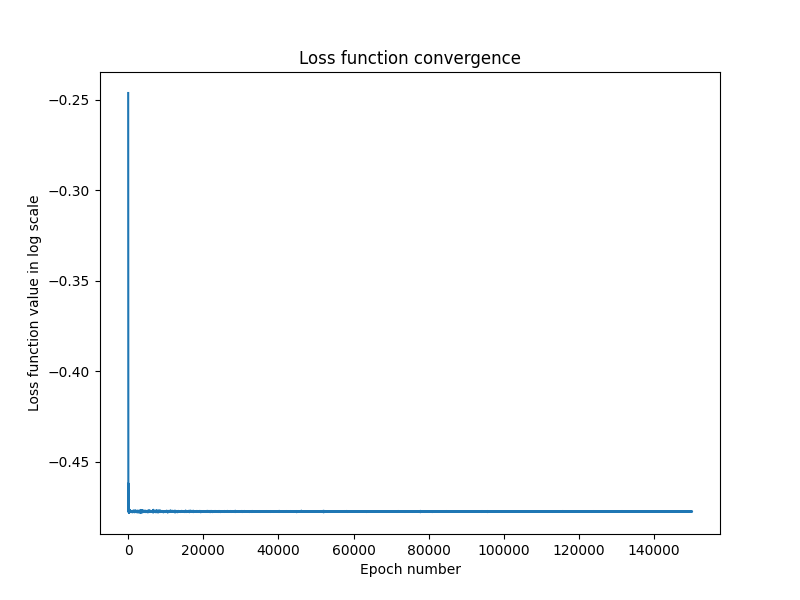 Loss function convergence
Loss function value in log scale
−0.25
−0.30
−0.35
−0.40
−0.45
0 20000 40000 60000 80000 100000 120000 140000
Epoch number